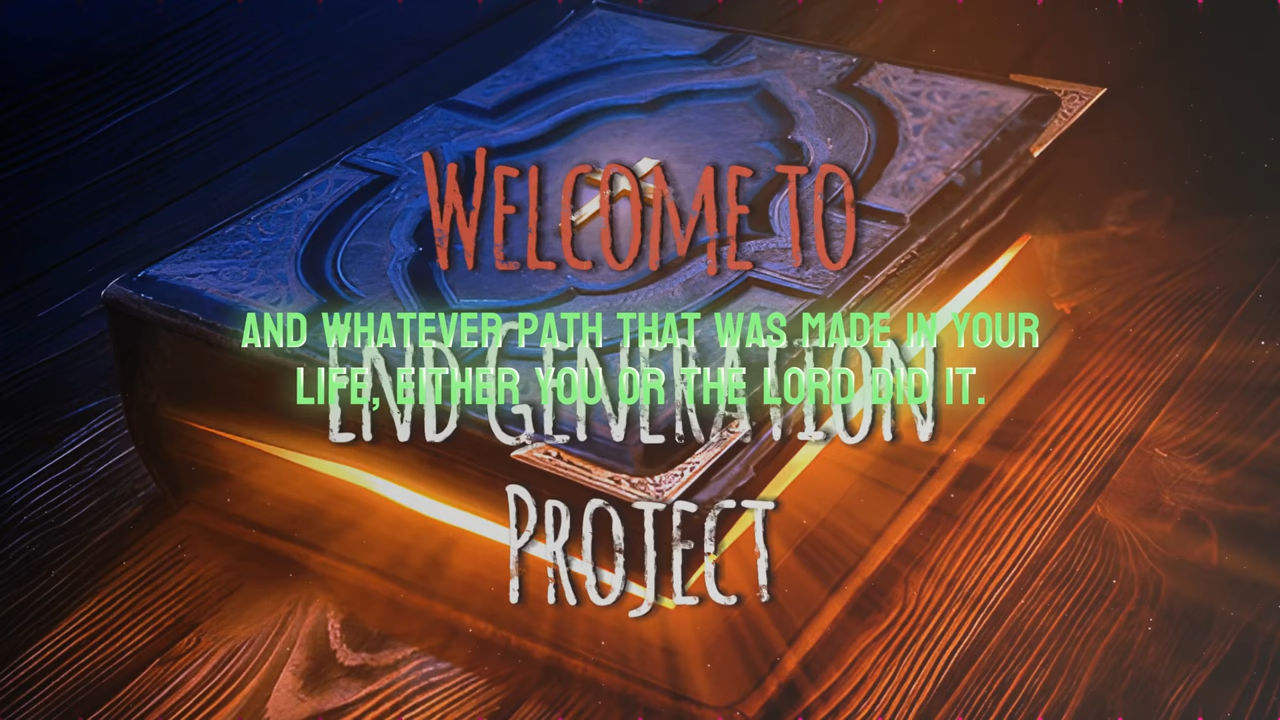 WELCOME TO
AND WHATEVER PATH THAT WAS MADE IN YOUR
LIFE, EITHER YOU OR THE LORD DID IT.
END GENERATION
PROJECT